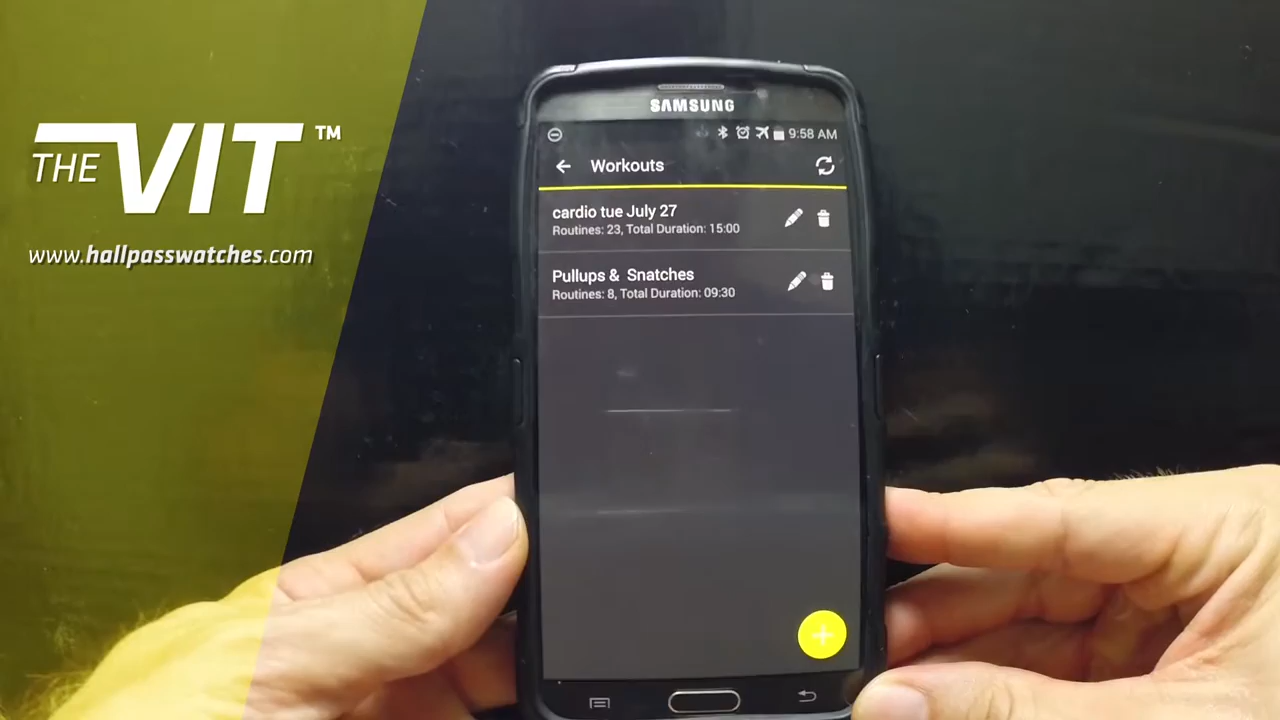 THE VIT™
www.hallpasswatches.com
SAMSUNG
9:58 AM
Workouts
cardio tue July 27
Routines: 23, Total Duration: 15:00
Pullups & Snatches
Routines: 8, Total Duration: 09:30